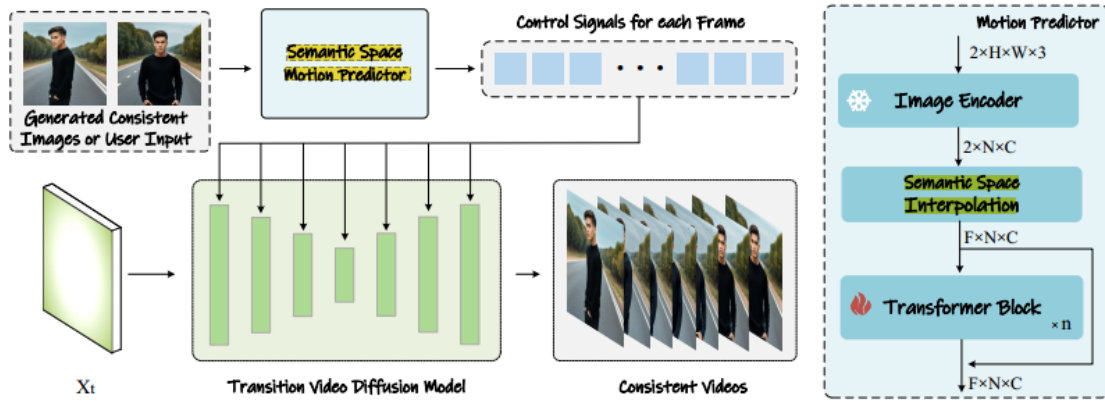 Control Signals for each Frame
Semantic Space
Motion Predictor
Generated Consistent
Images or User Input
Xt
Transition Video Diffusion Model
Consistent Videos
Motion Predictor
2×H×W×3
Image Encoder
2×N×C
Semantic Space
Interpolation
F×N×C
Transformer Block
×n
F×N×C